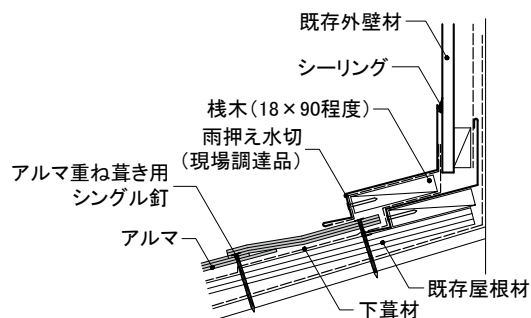 既存外壁材
シーリング
桟木(18×90程度)
雨押え水切
(現場調達品)
アルマ重ね葺き用
シングル釘
アルマ
既存屋根材
下葺材